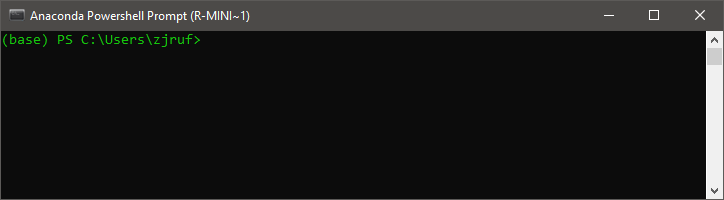 Anaconda Powershell Prompt (R-MINI~1)
(base) PS C:\Users\zjruf>